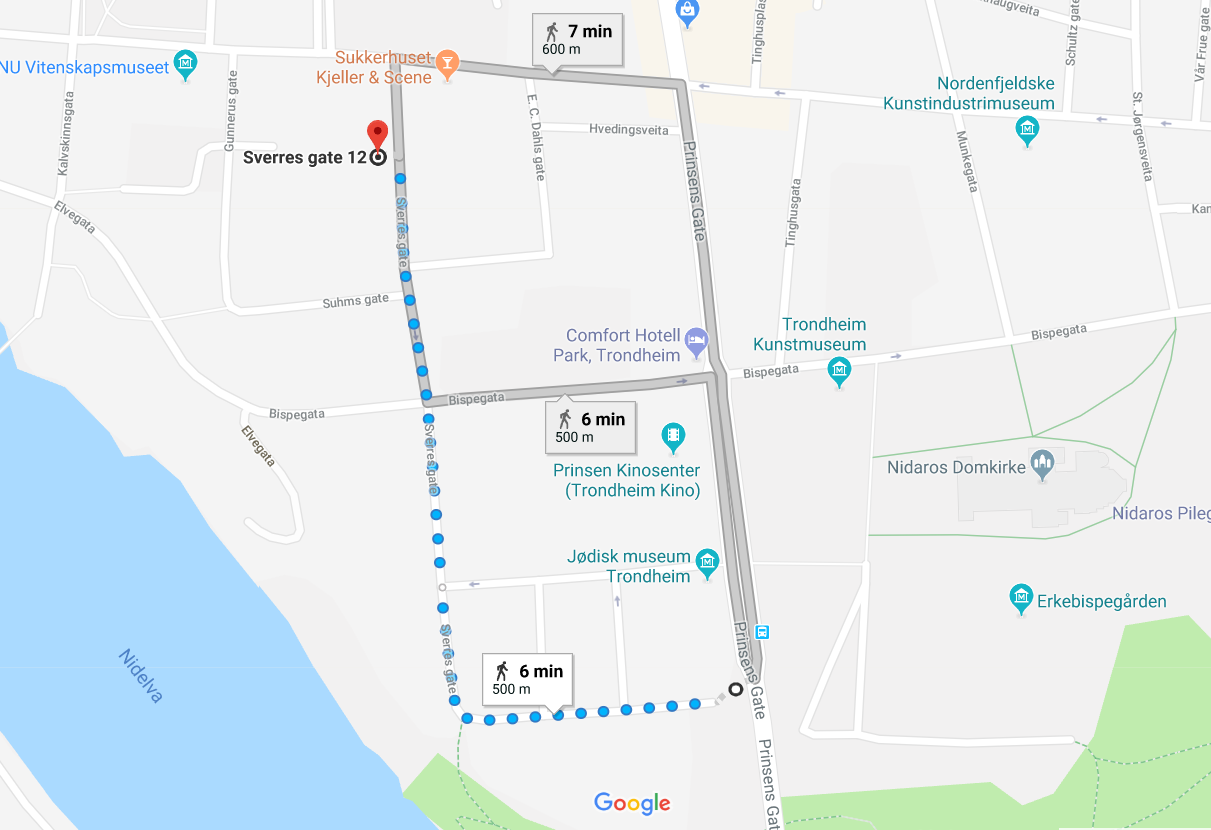 7 min
600 m
Sukkerhuset
Kjeller & Scene
NU Vitenskapsmuseet
Gunnerus gate
Kalvskinnsgata
Tinghusplas
Schultz gate
Vår Frue gate
Nordenfjeldske
Kunstindustrimuseum
St. Jørgensveita
E. C. Dahls gate
Hvedingsveita
Munkegata
Sverres gate 12
Prinsens Gate
Elvegata
Sverres gate
Tinghusgata
Kan
Suhms gate
Comfort Hotell
Park, Trondheim
Trondheim
Kunstmuseum
Bispegata
Bispegata
Bispegata
Bispegata
6 min
500 m
Elvegata
Sverres gate
Prinsen Kinosenter
(Trondheim Kino)
Nidaros Domkirke
Nidaros Pileg
Jødisk museum
Trondheim
Erkebispegården
Sverres gate
Prinsens Gate
Nidelva
6 min
500 m
Prinsens Gat
Google